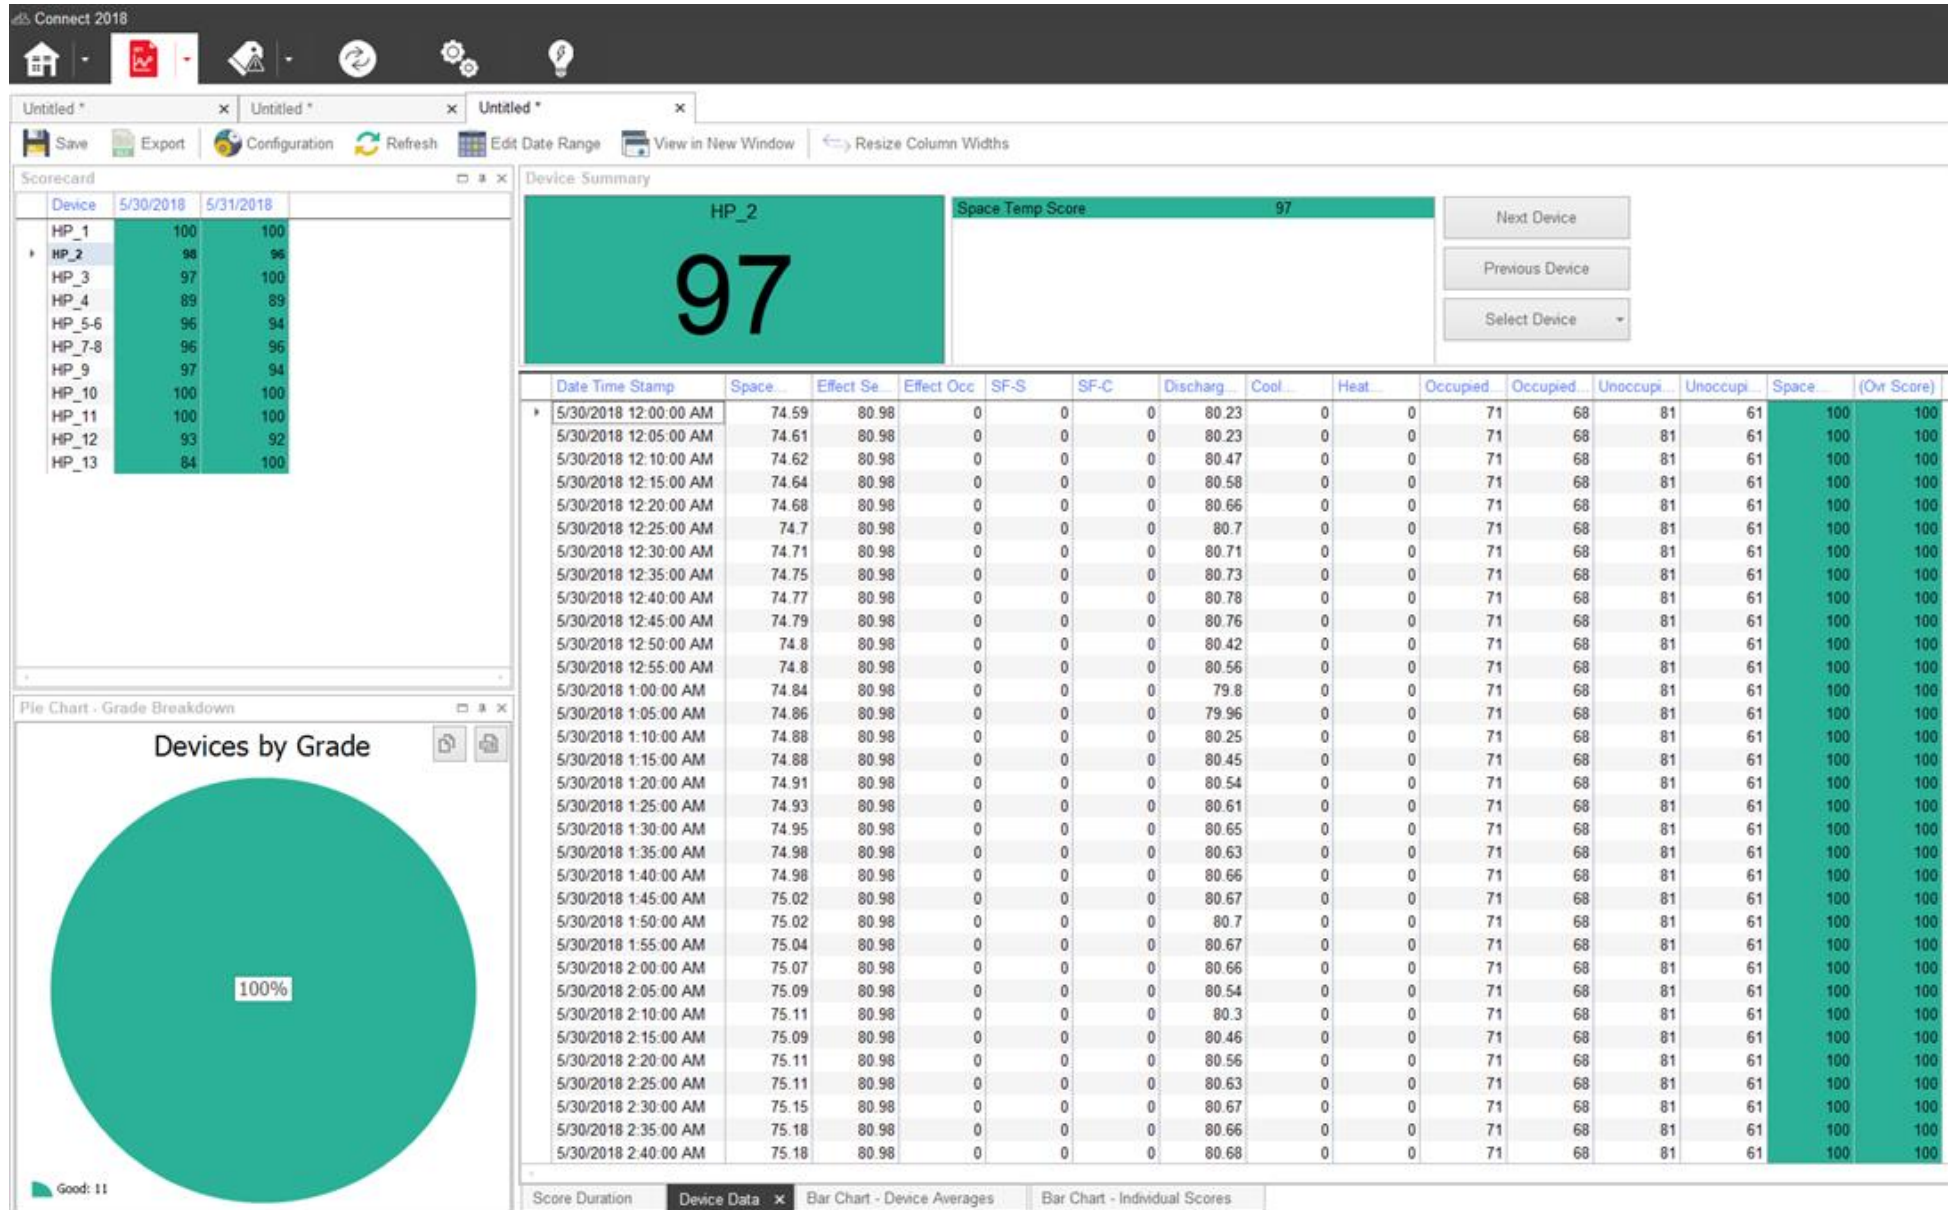 Connect 2018
Untitled * Untitled * Untitled *
Save Export Configuration Refresh Edit Date Range View in New Window Resize Column Widths
Scorecard
Device 5/30/2018 5/31/2018
HP_1 100 100
HP_2 98 96
HP_3 97 100
HP_4 89 89
HP_5-6 96 94
HP_7-8 96 96
HP_9 97 94
HP_10 100 100
HP_11 100 100
HP_12 93 92
HP_13 84 100
Pie Chart - Grade Breakdown
Devices by Grade
100%
Good: 11
Device Summary
HP_2
97
Space Temp Score 97
Next Device
Previous Device
Select Device
Date Time Stamp Space... Effect Se... Effect Occ SF-S SF-C Discharg... Cool... Heat... Occupied... Occupied... Unoccupi... Unoccupi... Space... (Ovr Score)
5/30/2018 12:00:00 AM 74.59 80.98 0 0 0 80.23 0 0 71 68 81 61 100 100
5/30/2018 12:05:00 AM 74.61 80.98 0 0 0 80.23 0 0 71 68 81 61 100 100
5/30/2018 12:10:00 AM 74.62 80.98 0 0 0 80.47 0 0 71 68 81 61 100 100
5/30/2018 12:15:00 AM 74.64 80.98 0 0 0 80.58 0 0 71 68 81 61 100 100
5/30/2018 12:20:00 AM 74.68 80.98 0 0 0 80.66 0 0 71 68 81 61 100 100
5/30/2018 12:25:00 AM 74.7 80.98 0 0 0 80.7 0 0 71 68 81 61 100 100
5/30/2018 12:30:00 AM 74.71 80.98 0 0 0 80.71 0 0 71 68 81 61 100 100
5/30/2018 12:35:00 AM 74.75 80.98 0 0 0 80.73 0 0 71 68 81 61 100 100
5/30/2018 12:40:00 AM 74.77 80.98 0 0 0 80.78 0 0 71 68 81 61 100 100
5/30/2018 12:45:00 AM 74.79 80.98 0 0 0 80.76 0 0 71 68 81 61 100 100
5/30/2018 12:50:00 AM 74.8 80.98 0 0 0 80.42 0 0 71 68 81 61 100 100
5/30/2018 12:55:00 AM 74.8 80.98 0 0 0 80.56 0 0 71 68 81 61 100 100
5/30/2018 1:00:00 AM 74.84 80.98 0 0 0 79.8 0 0 71 68 81 61 100 100
5/30/2018 1:05:00 AM 74.86 80.98 0 0 0 79.96 0 0 71 68 81 61 100 100
5/30/2018 1:10:00 AM 74.88 80.98 0 0 0 80.25 0 0 71 68 81 61 100 100
5/30/2018 1:15:00 AM 74.88 80.98 0 0 0 80.45 0 0 71 68 81 61 100 100
5/30/2018 1:20:00 AM 74.91 80.98 0 0 0 80.54 0 0 71 68 81 61 100 100
5/30/2018 1:25:00 AM 74.93 80.98 0 0 0 80.61 0 0 71 68 81 61 100 100
5/30/2018 1:30:00 AM 74.95 80.98 0 0 0 80.65 0 0 71 68 81 61 100 100
5/30/2018 1:35:00 AM 74.98 80.98 0 0 0 80.63 0 0 71 68 81 61 100 100
5/30/2018 1:40:00 AM 74.98 80.98 0 0 0 80.66 0 0 71 68 81 61 100 100
5/30/2018 1:45:00 AM 75.02 80.98 0 0 0 80.67 0 0 71 68 81 61 100 100
5/30/2018 1:50:00 AM 75.02 80.98 0 0 0 80.7 0 0 71 68 81 61 100 100
5/30/2018 1:55:00 AM 75.04 80.98 0 0 0 80.67 0 0 71 68 81 61 100 100
5/30/2018 2:00:00 AM 75.07 80.98 0 0 0 80.66 0 0 71 68 81 61 100 100
5/30/2018 2:05:00 AM 75.09 80.98 0 0 0 80.54 0 0 71 68 81 61 100 100
5/30/2018 2:10:00 AM 75.11 80.98 0 0 0 80.3 0 0 71 68 81 61 100 100
5/30/2018 2:15:00 AM 75.09 80.98 0 0 0 80.46 0 0 71 68 81 61 100 100
5/30/2018 2:20:00 AM 75.11 80.98 0 0 0 80.56 0 0 71 68 81 61 100 100
5/30/2018 2:25:00 AM 75.11 80.98 0 0 0 80.63 0 0 71 68 81 61 100 100
5/30/2018 2:30:00 AM 75.15 80.98 0 0 0 80.67 0 0 71 68 81 61 100 100
5/30/2018 2:35:00 AM 75.18 80.98 0 0 0 80.66 0 0 71 68 81 61 100 100
5/30/2018 2:40:00 AM 75.18 80.98 0 0 0 80.68 0 0 71 68 81 61 100 100
Score Duration Device Data Bar Chart - Device Averages Bar Chart - Individual Scores